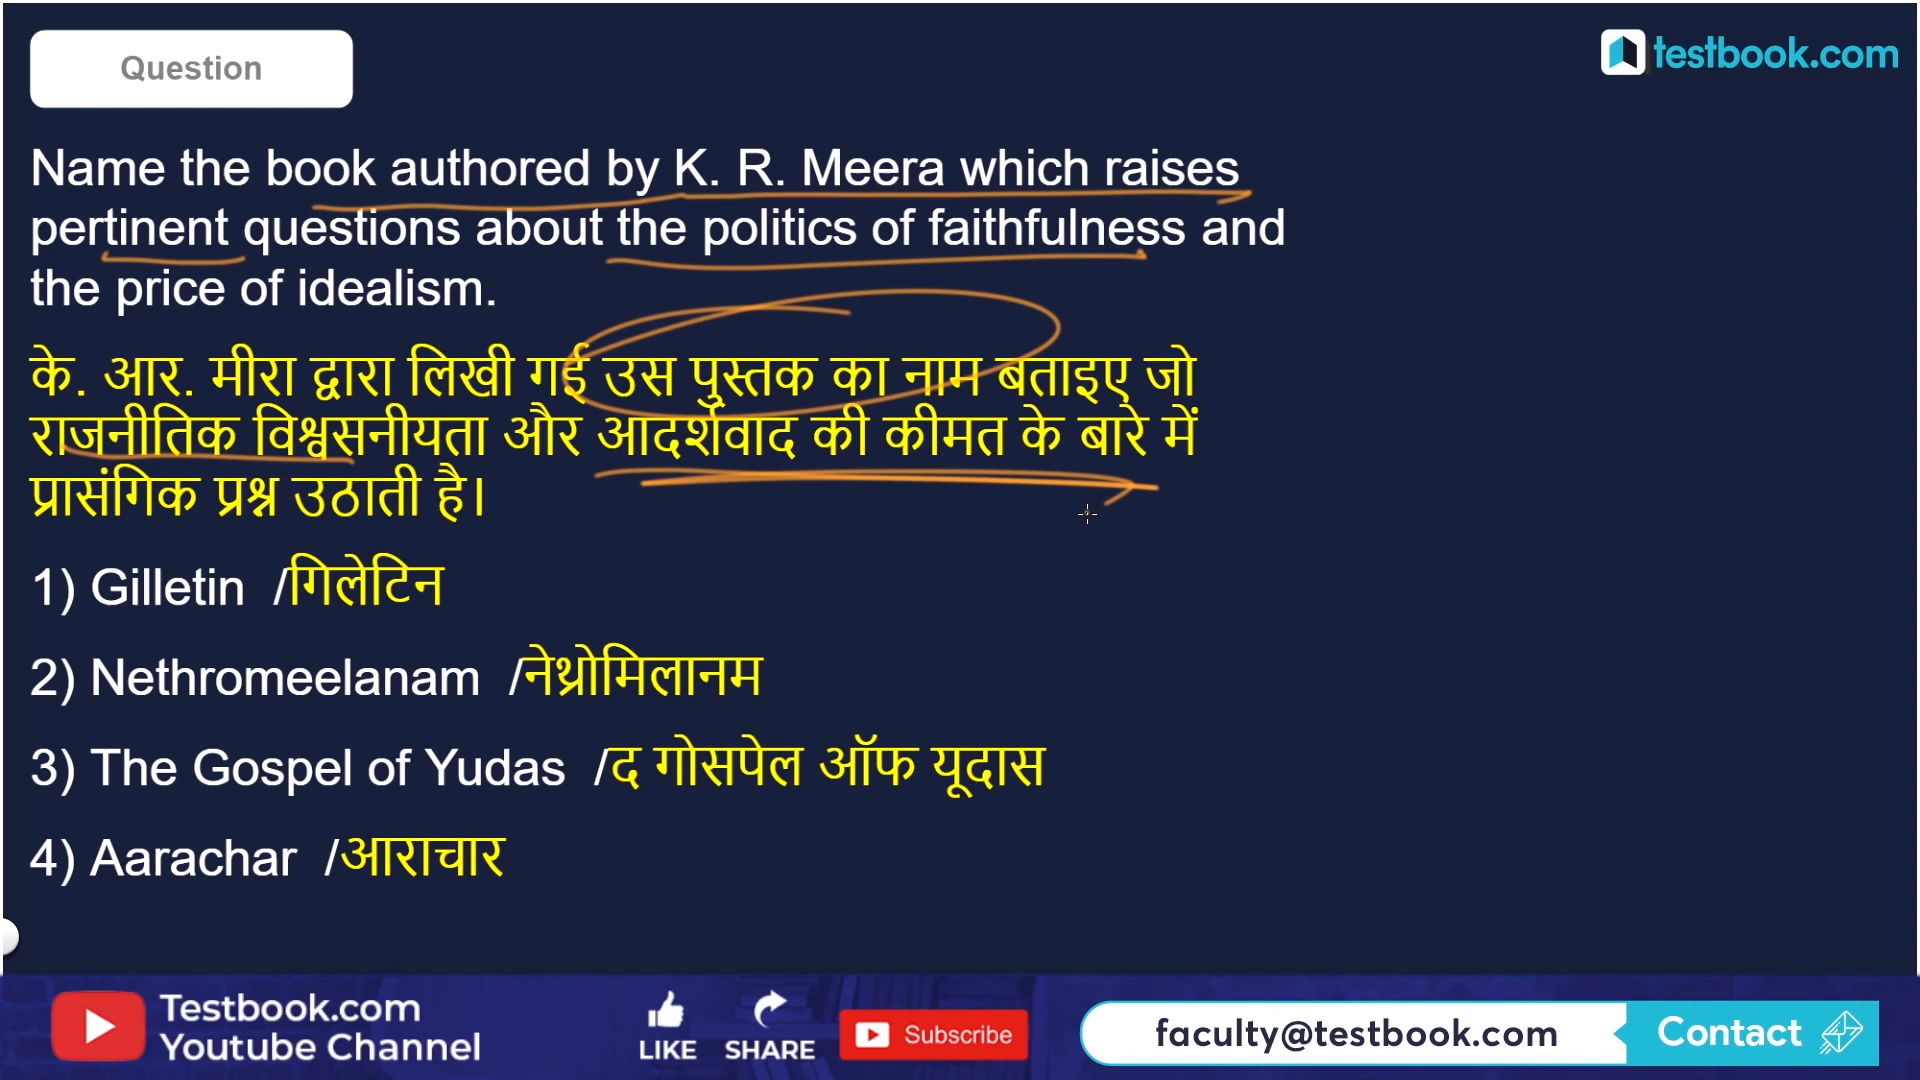 Question
testbook.com
Name the book authored by K. R. Meera which raises
pertinent questions about the politics of faithfulness and
the price of idealism.
के. आर. मीरा द्वारा लिखी गई उस पुस्तक का नाम बताइए जो
राजनीतिक विश्वसनीयता और आदर्शवाद की कीमत के बारे में
प्रासंगिक प्रश्न उठाती है।
1) Gilletin /गिलेटिन
2) Nethromeelanam /नेथ्रोमिलानम
3) The Gospel of Yudas /द गोसपेल ऑफ यूदास
4) Aarachar /आराचार
Testbook.com
Youtube Channel
LIKE
SHARE
Subscribe
faculty@testbook.com
Contact